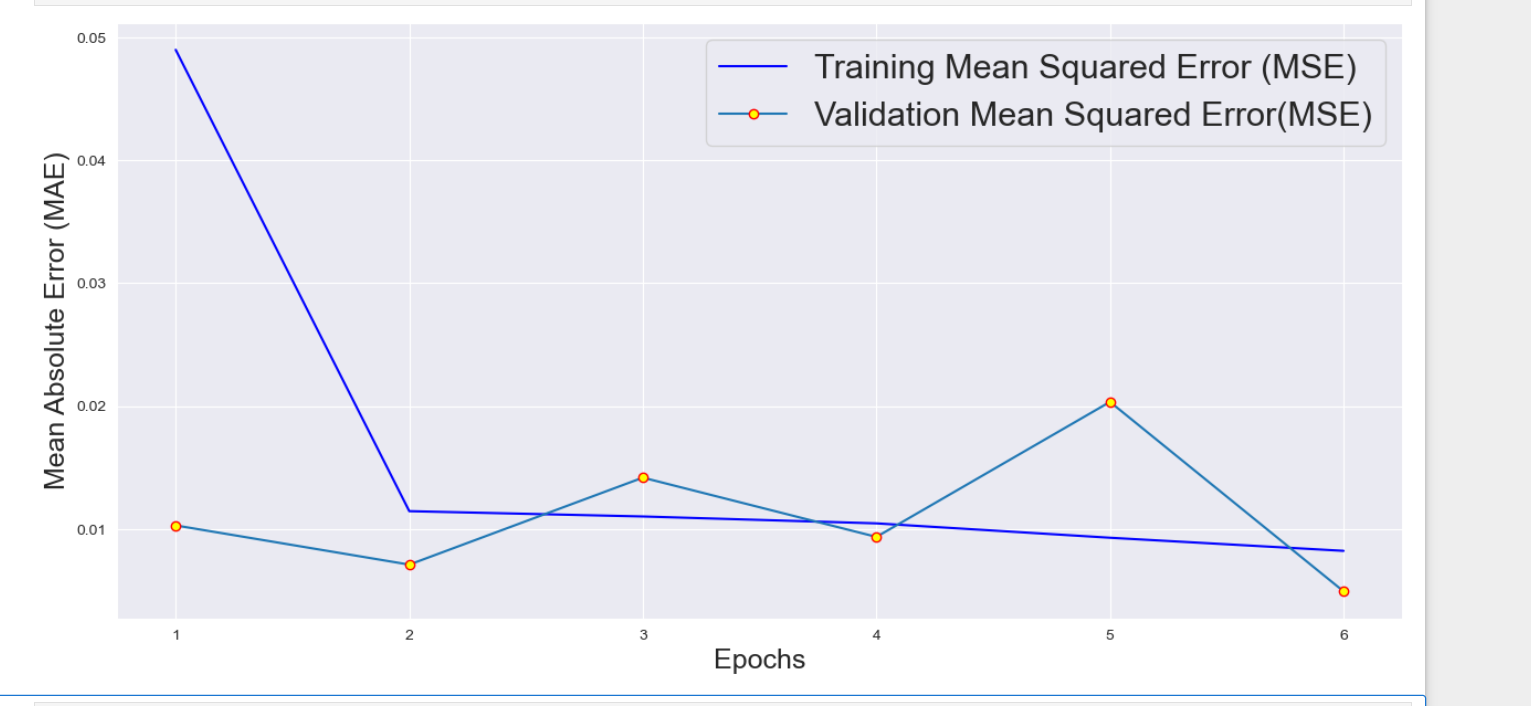 0.05
0.04
0.03
0.02
0.01
Mean Absolute Error (MAE)
Training Mean Squared Error (MSE)
Validation Mean Squared Error(MSE)
1 2 3 4 5 6
Epochs